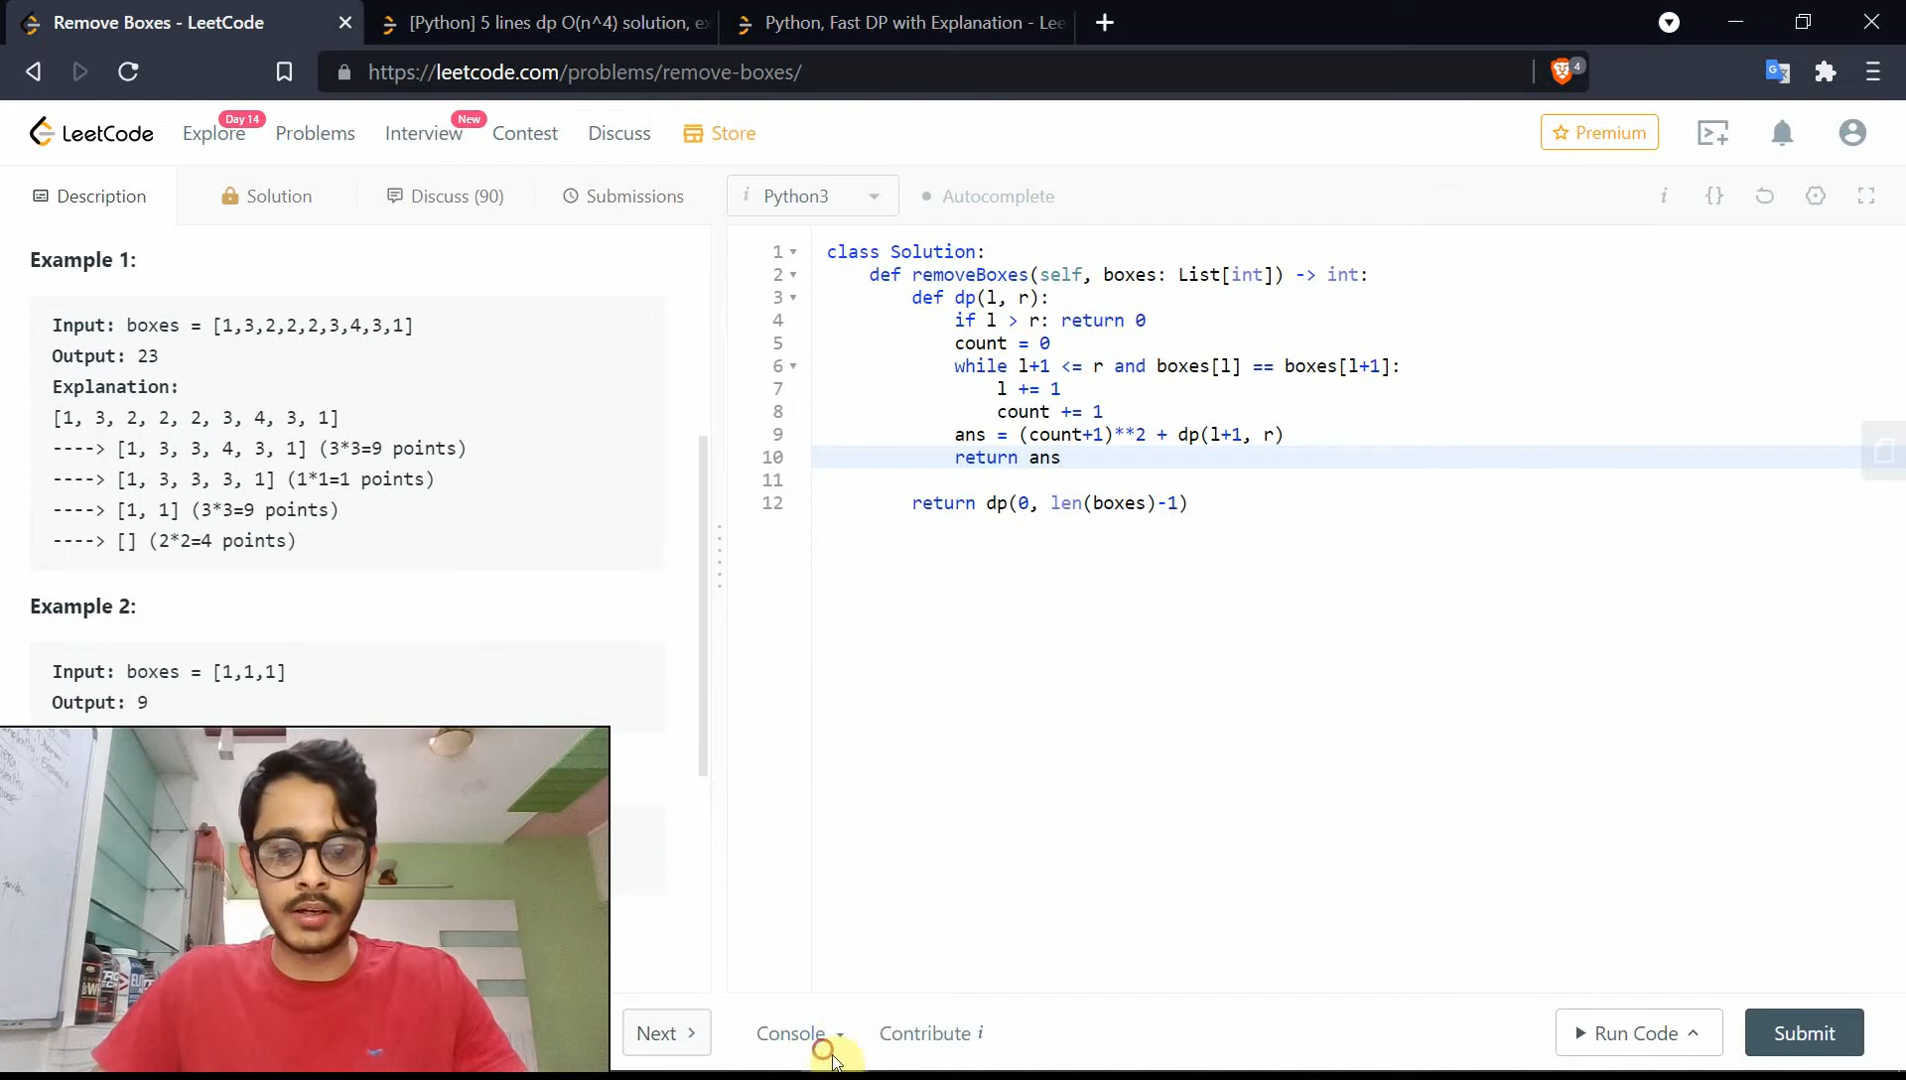 Remove Boxes - LeetCode
[Python] 5 lines dp O(n^4) solution, ex
Python, Fast DP with Explanation - Lee
https://leetcode.com/problems/remove-boxes/
4
LeetCode
Explore
Day 14
Problems
Interview
New
Contest
Discuss
Store
Premium
Description
Solution
Discuss (90)
Submissions
i Python3
Autocomplete
Example 1:
Input: boxes = [1,3,2,2,2,3,4,3,1]
Output: 23
Explanation:
[1, 3, 2, 2, 2, 3, 4, 3, 1]
----> [1, 3, 3, 4, 3, 1] (3*3=9 points)
----> [1, 3, 3, 3, 1] (1*1=1 points)
----> [1, 1] (3*3=9 points)
----> [] (2*2=4 points)
Example 2:
Input: boxes = [1,1,1]
Output: 9
1 class Solution:
2 def removeBoxes(self, boxes: List[int]) -> int:
3 def dp(l, r):
4 if l > r: return 0
5 count = 0
6 while l+1 <= r and boxes[l] == boxes[l+1]:
7 l += 1
8 count += 1
9 ans = (count+1)**2 + dp(l+1, r)
10 return ans
11
12 return dp(0, len(boxes)-1)
Next
Console
Contribute i
Run Code
Submit